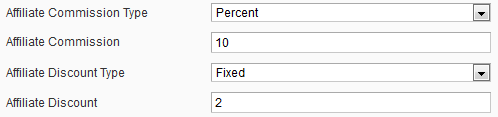 Affiliate Commission Type Percent
Affiliate Commission 10
Affiliate Discount Type Fixed
Affiliate Discount 2